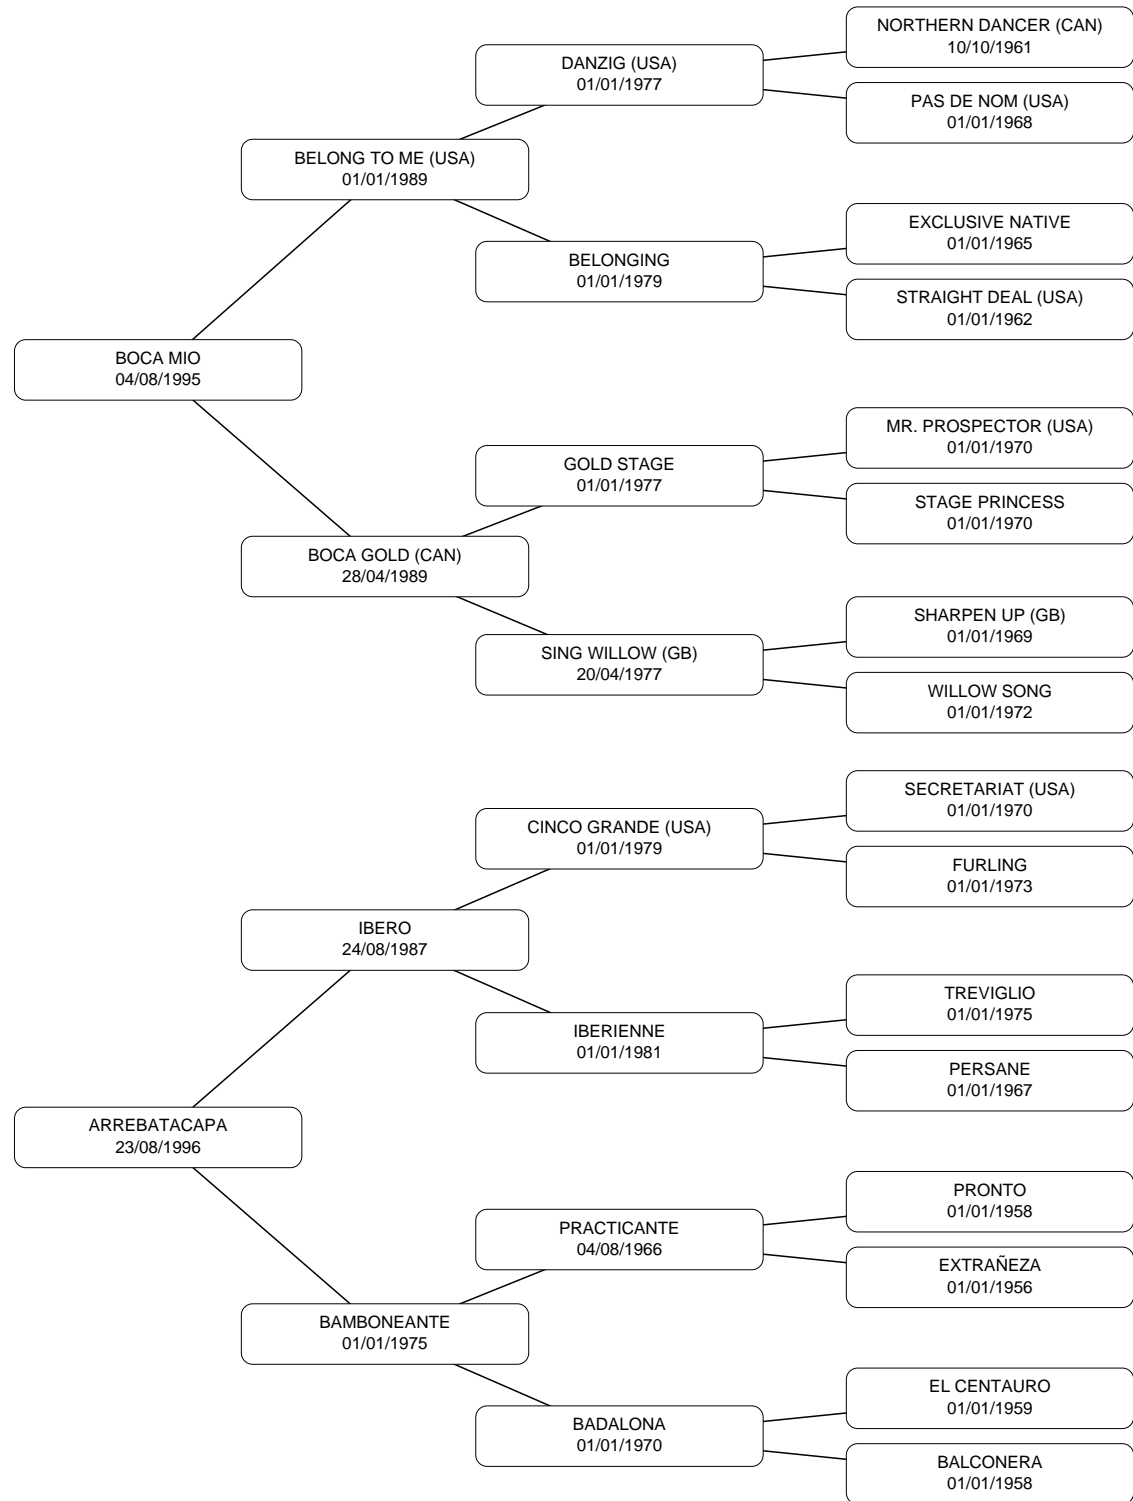 NORTHERN DANCER (CAN)
10/10/1961
DANZIG (USA)
01/01/1977
PAS DE NOM (USA)
01/01/1968
BELONG TO ME (USA)
01/01/1989
EXCLUSIVE NATIVE
01/01/1965
BELONGING
01/01/1979
STRAIGHT DEAL (USA)
01/01/1962
BOCA MIO
04/08/1995
MR. PROSPECTOR (USA)
01/01/1970
GOLD STAGE
01/01/1977
STAGE PRINCESS
01/01/1970
BOCA GOLD (CAN)
28/04/1989
SHARPEN UP (GB)
01/01/1969
SING WILLOW (GB)
20/04/1977
WILLOW SONG
01/01/1972
SECRETARIAT (USA)
01/01/1970
CINCO GRANDE (USA)
01/01/1979
FURLING
01/01/1973
IBERO
24/08/1987
TREVIGLIO
01/01/1975
IBERIENNE
01/01/1981
PERSANE
01/01/1967
ARREBATACAPA
23/08/1996
PRONTO
01/01/1958
PRACTICANTE
04/08/1966
EXTRAÑEZA
01/01/1956
BAMBONEANTE
01/01/1975
EL CENTAURO
01/01/1959
BADALONA
01/01/1970
BALCONERA
01/01/1958